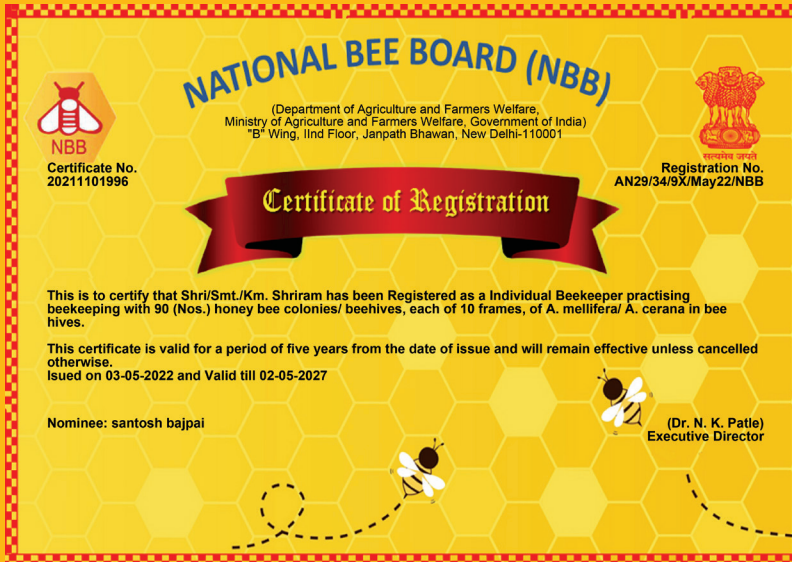 NATIONAL BEE BOARD (NBB)
(Department of Agriculture and Farmers Welfare,
Ministry of Agriculture and Farmers Welfare, Government of India)
"B" Wing, IInd Floor, Janpath Bhawan, New Delhi-110001
NBB
सत्यमेव जयते
Certificate No.
20211101996
Registration No.
AN29/34/9X/May22/NBB
Certificate of Registration
This is to certify that Shri/Smt./Km. Shriram has been Registered as a Individual Beekeeper practising
beekeeping with 90 (Nos.) honey bee colonies/ beehives, each of 10 frames, of A. mellifera/ A. cerana in bee
hives.
This certificate is valid for a period of five years from the date of issue and will remain effective unless cancelled
otherwise.
Isued on 03-05-2022 and Valid till 02-05-2027
Nominee: santosh bajpai
(Dr. N. K. Patle)
Executive Director